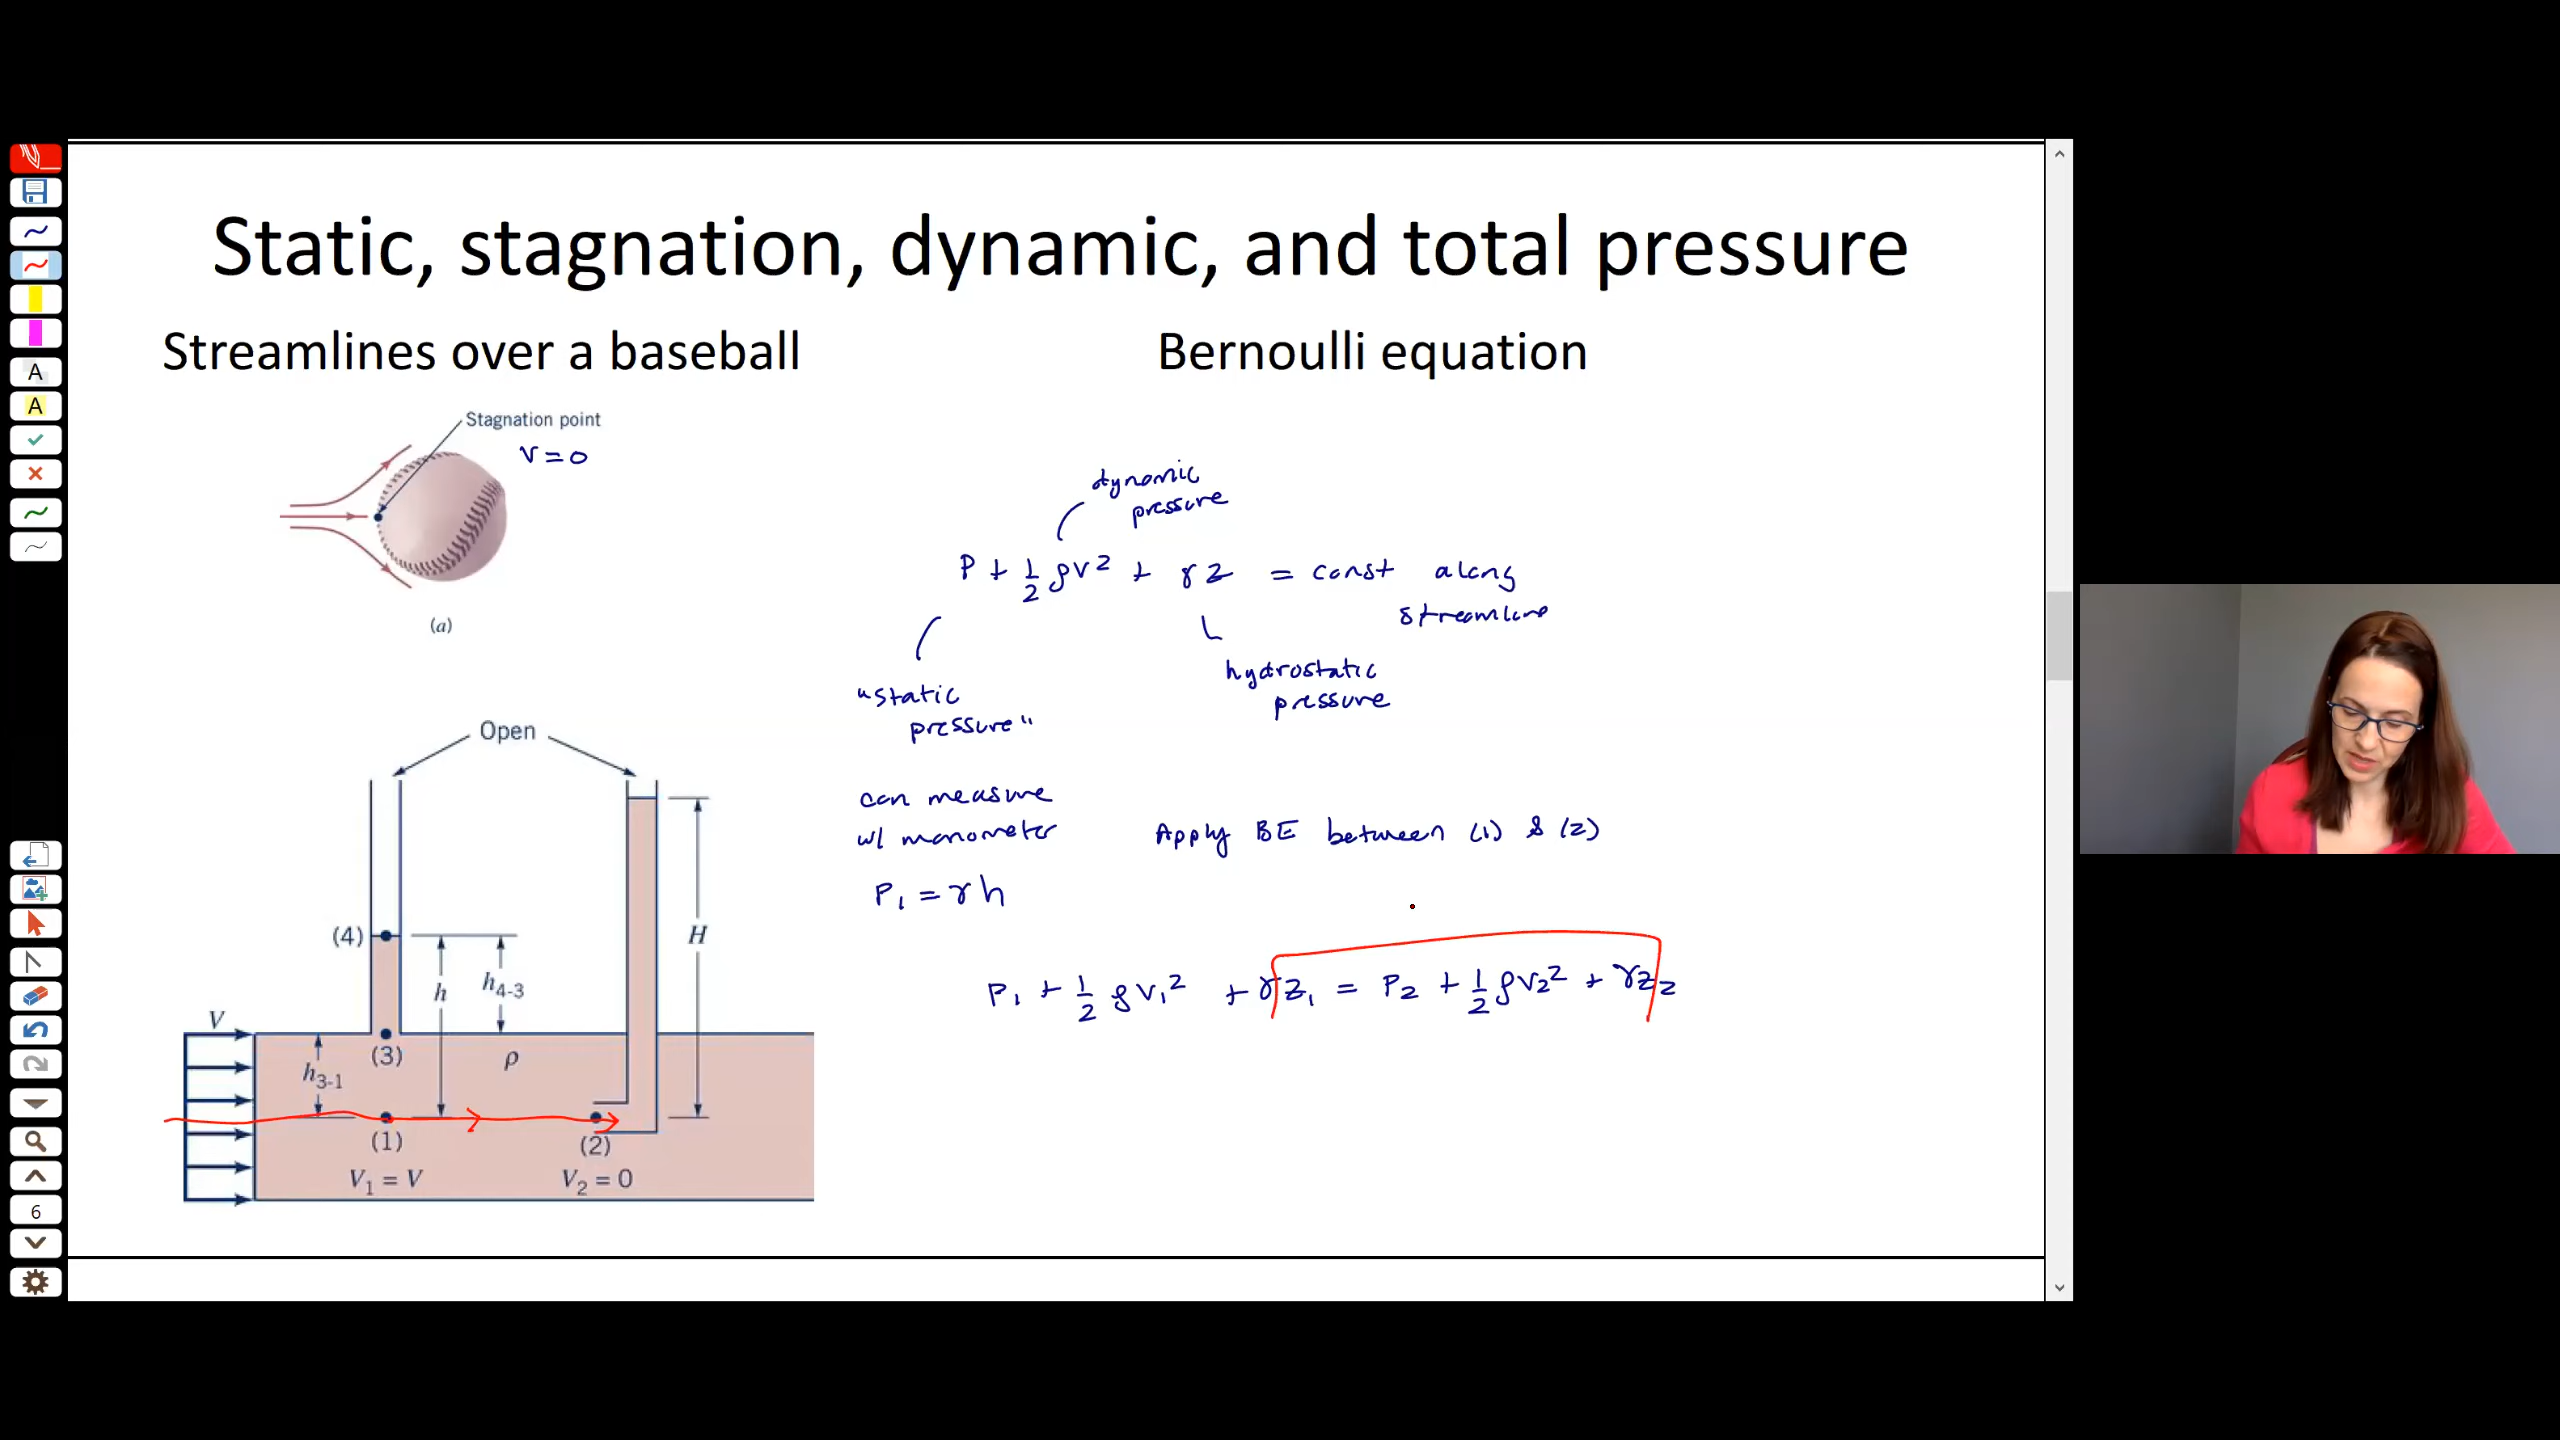 Static, stagnation, dynamic, and total pressure
Streamlines over a baseball
Stagnation point
v = 0
(a)
Open
(4)
h
h4-3
H
V
(3)
ρ
h3-1
(1)
(2)
V1 = V
V2 = 0
Bernoulli equation
dynamic
pressure
P + 1/2 ρv² + γz = const along
streamline
"static
pressure"
hydrostatic
pressure
can measure
w/ manometer
P1 = γh
Apply BE between (1) & (2)
P1 + 1/2 ρv1² + γz1 = P2 + 1/2 ρv2² + γz2
A
A
6